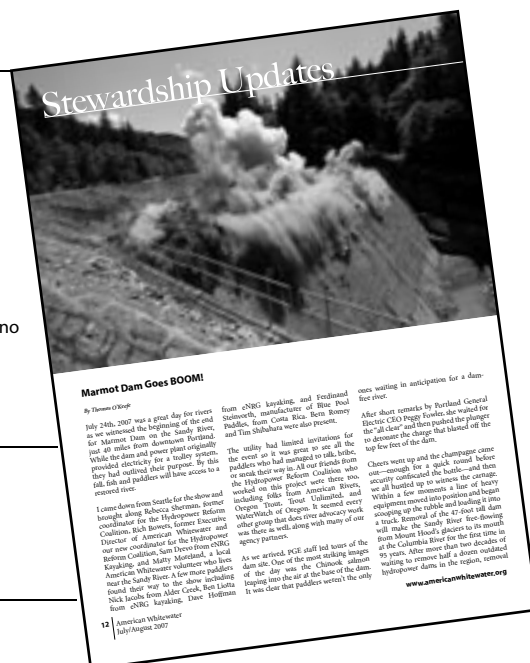 Stewardship Updates
no
Marmot Dam Goes BOOM!
By Thomas O'Keefe
July 24th, 2007 was a great day for rivers
as we witnessed the beginning of the end
for Marmot Dam on the Sandy River,
just 40 miles from downtown Portland.
While the dam and power plant originally
provided electricity for a trolley system,
they had outlived their purpose. By this
fall, fish and paddlers will have access to a
restored river.
I came down from Seattle for the show and
brought along Rebecca Sherman, former
coordinator for the Hydropower Reform
Coalition, Rich Bowers, former Executive
Director of American Whitewater and
our new coordinator for the Hydropower
Reform Coalition, Sam Drevo from eNRG
Kayaking, and Matty Moreland, a local
American Whitewater volunteer who lives
near the Sandy River. A few more paddlers
found their way to the show including
Nick Jacobs from Alder Creek, Ben Liotta
from eNRG kayaking, Dave Hoffman
from eNRG kayaking, and Ferdinand
Steinvorth, manufacturer of Blue Pool
Paddles, from Costa Rica. Bern Romey
and Tim Shibahara were also present.
The utility had limited invitations for
the event so it was great to see all the
paddlers who had managed to talk, bribe,
or sneak their way in. All our friends from
the Hydropower Reform Coalition who
worked on this project were there too,
including folks from American Rivers,
Oregon Trout, Trout Unlimited, and
WaterWatch of Oregon. It seemed every
other group that does river advocacy work
was there as well, along with many of our
agency partners.
As we arrived, PGE staff led tours of the
dam site. One of the most striking images
of the day was the Chinook salmon
leaping into the air at the base of the dam.
It was clear that paddlers weren't the only
ones waiting in anticipation for a dam-
free river.
After short remarks by Portland General
Electric CEO Peggy Fowler, she waited for
the "all clear" and then pushed the plunger
to detonate the charge that blasted off the
top few feet of the dam.
Cheers went up and the champagne came
out—enough for a quick round before
security confiscated the bottle—and then
we all hustled up to witness the carnage.
Within a few moments a line of heavy
equipment moved into position and began
scooping up the rubble and loading it into
a truck. Removal of the 47-foot tall dam
will make the Sandy River free-flowing
from Mount Hood's glaciers to its mouth
at the Columbia River for the first time in
95 years. After more than two decades of
waiting to remove half a dozen outdated
hydropower dams in the region, removal
www.americanwhitewater.org
12
American Whitewater
July/August 2007